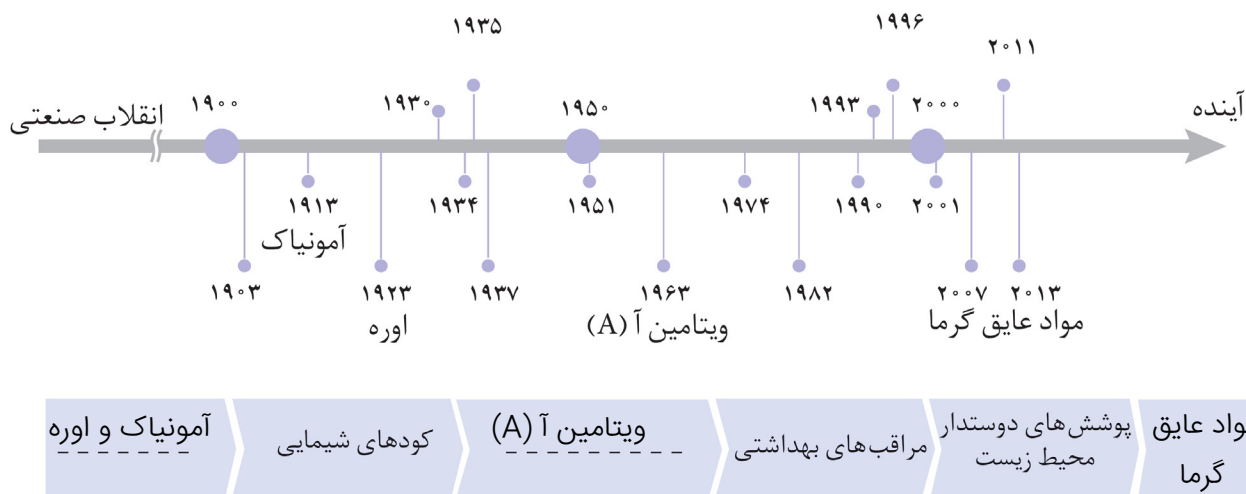 ۱۹۳۵
۱۹۹۶
۲۰۱۱
۱۹۰۰
۱۹۳۰
۱۹۵۰
۱۹۹۳
۲۰۰۰
آینده
انقلاب صنعتی
۱۹۱۳
آمونیاک
۱۹۳۴
۱۹۵۱
۱۹۷۴
۱۹۹۰
۲۰۰۱
۱۹۰۳
۱۹۲۳
اوره
۱۹۳۷
۱۹۶۳
ویتامین آ (A)
۱۹۸۲
۲۰۰۷
۲۰۱۳
مواد عایق گرما
آمونیاک و اوره
کودهای شیمایی
ویتامین آ (A)
مراقب‌های بهداشتی
پوشش‌های دوستدار
محیط زیست
عایق
گرما